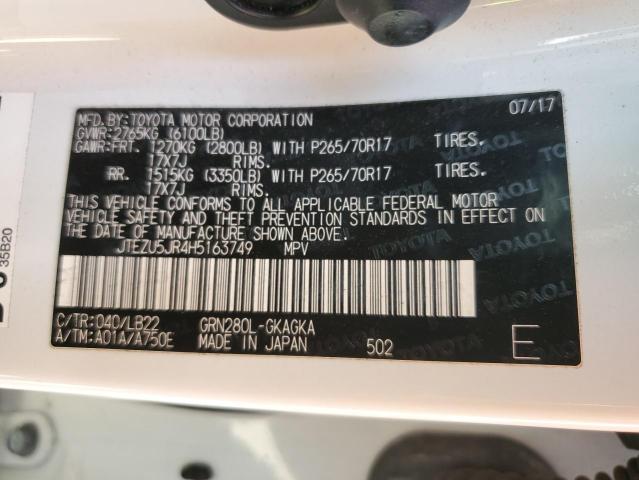 MFD. BY:TOYOTA MOTOR CORPORATION 07/17
GVWR:2765KG (6100LB)
GAWR:FRT. 1270KG (2800LB) WITH P265/70R17 TIRES.
17X7J RIMS.
RR. 1515KG (3350LB) WITH P265/70R17 TIRES.
17X7J RIMS.
THIS VEHICLE CONFORMS TO ALL APPLICABLE FEDERAL MOTOR
VEHICLE SAFETY AND THEFT PREVENTION STANDARDS IN EFFECT ON
THE DATE OF MANUFACTURE SHOWN ABOVE.
JTEZU5JR4H5163749 MPV
C/TR:040/LB22 GRN280L-GKAGKA
A/TM:A01A/A750E MADE IN JAPAN 502 E
35B20